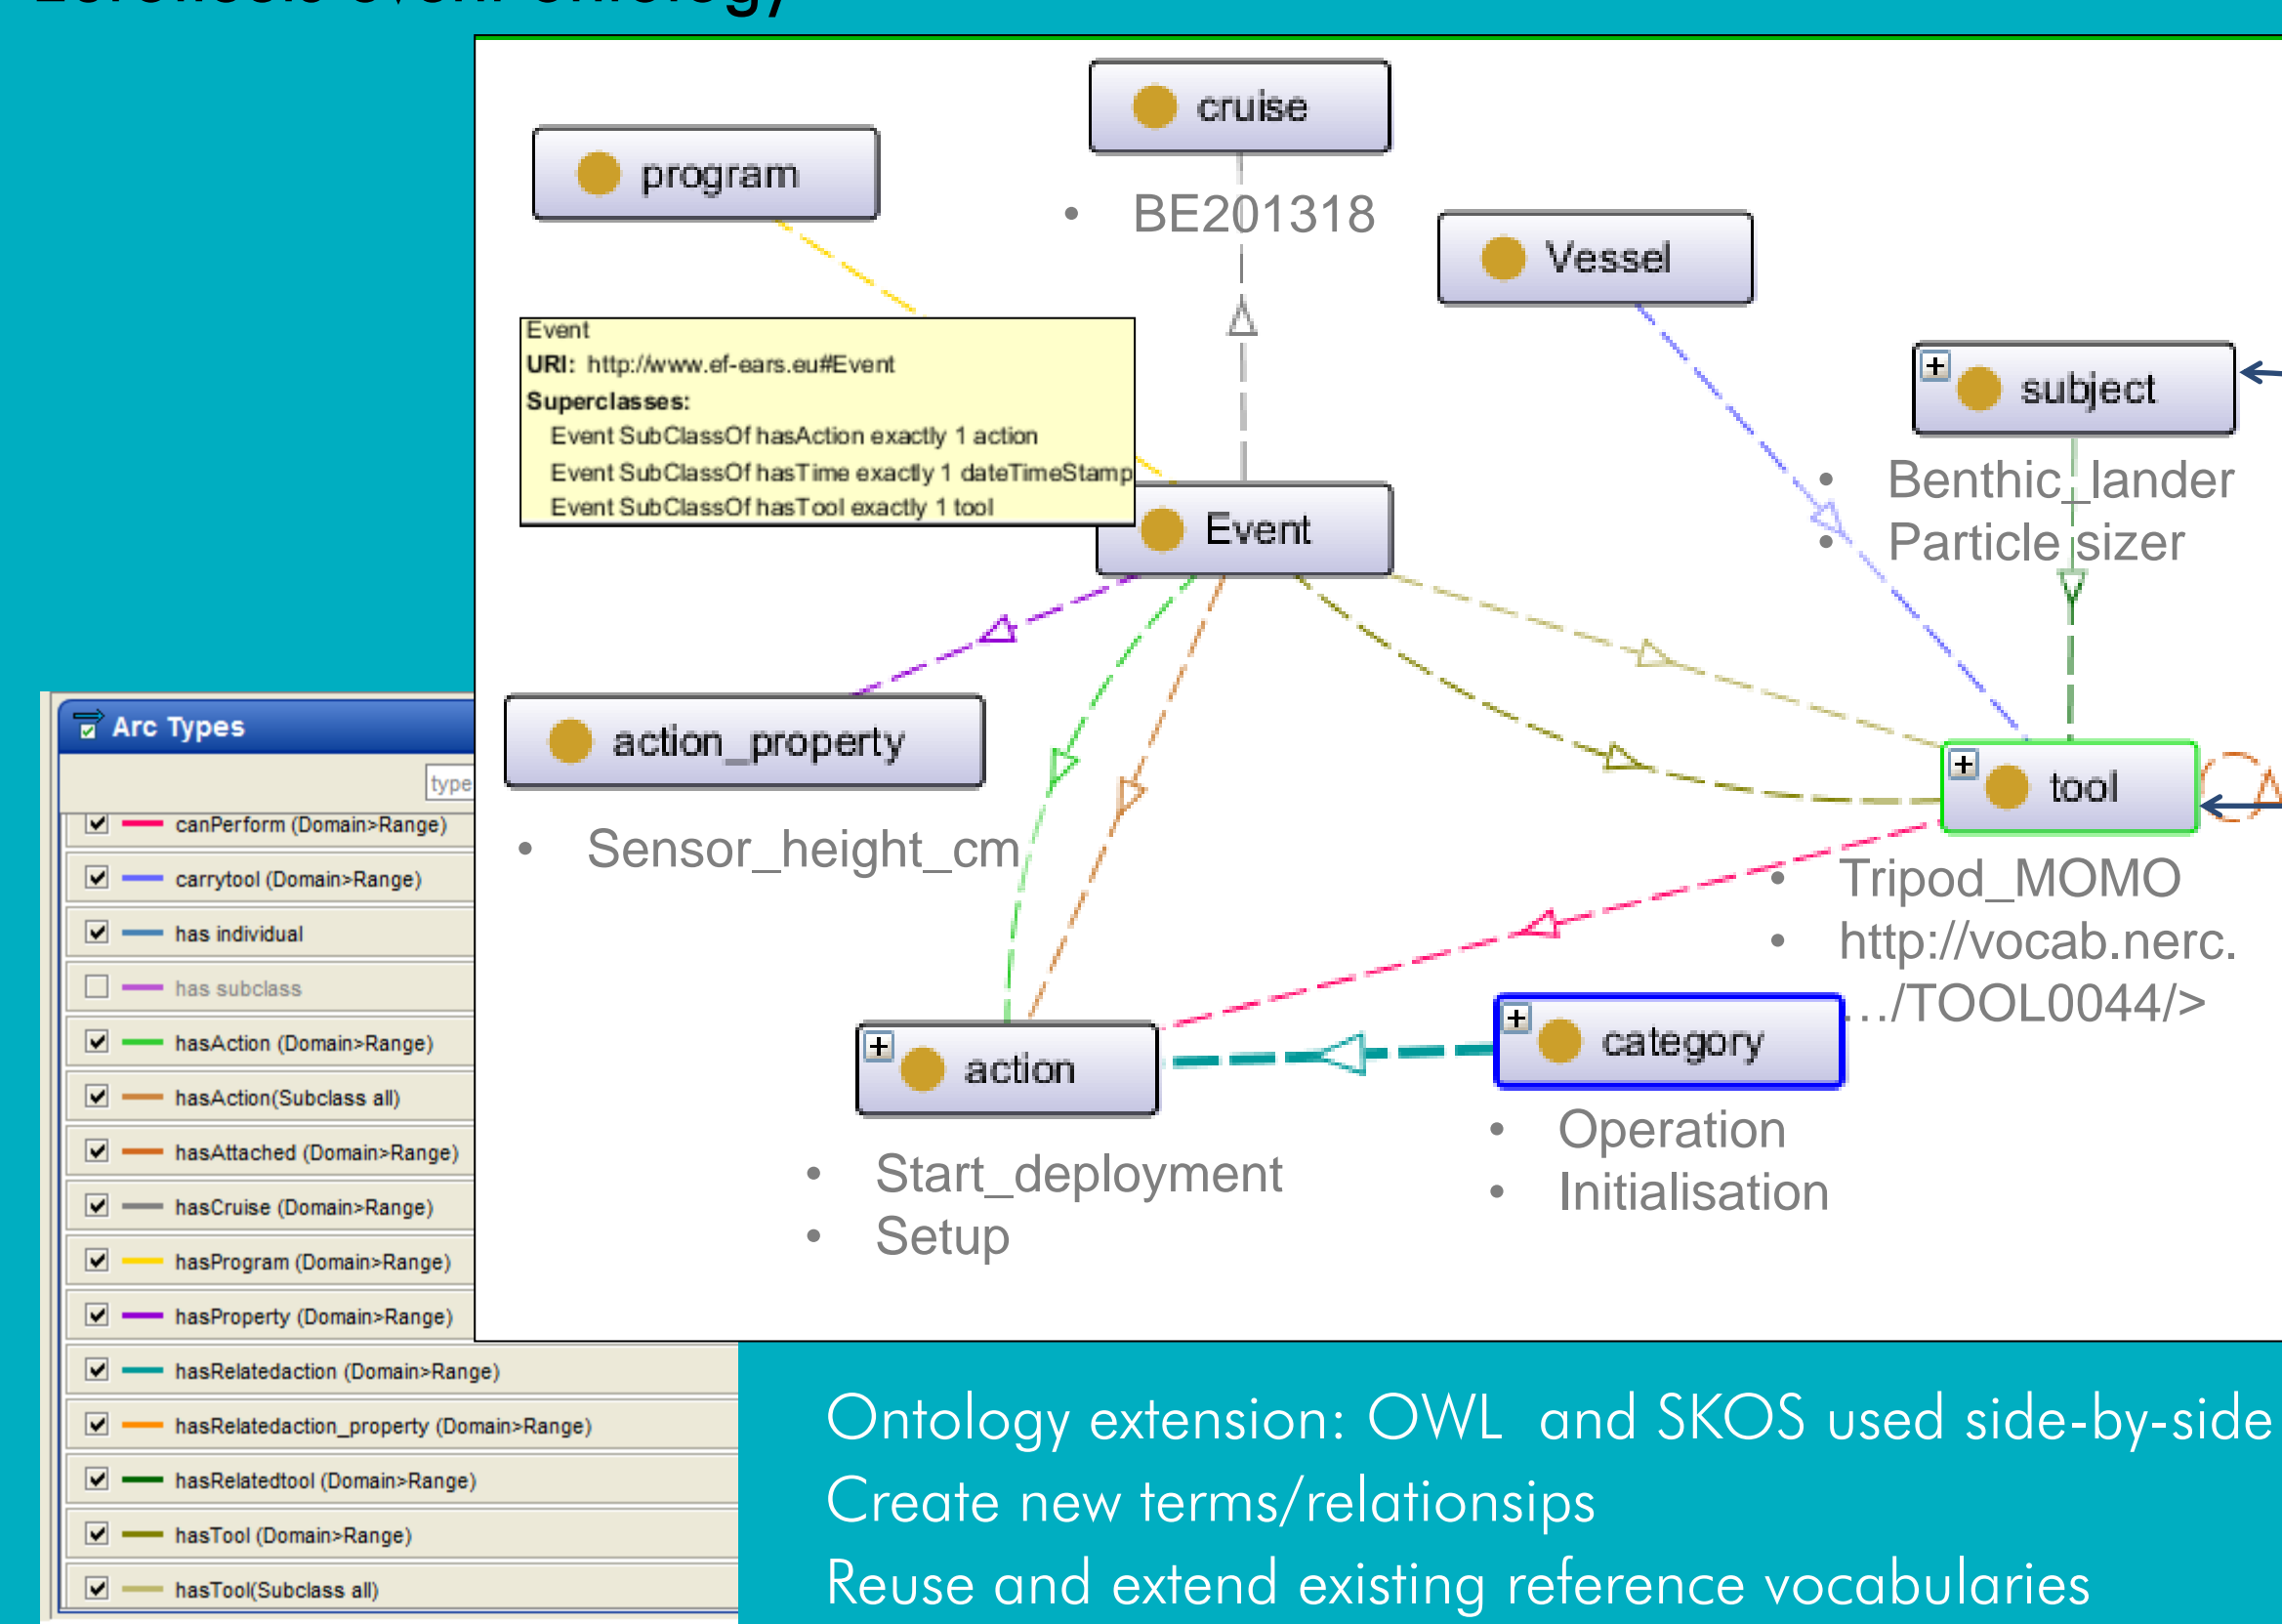 event ontology
cruise
program
• BE201318
Vessel
Event
URI: http://www.ef-ears.eu#Event
Superclasses:
Event SubClassOf hasAction exactly 1 action
Event SubClassOf hasTime exactly 1 dateTimeStamp
Event SubClassOf hasTool exactly 1 tool
subject
• Benthic_lander
• Particle sizer
Event
action_property
• Sensor_height_cm
tool
• Tripod_MOMO
• http://vocab.nerc.
…/TOOL0044/>
category
• Operation
• Initialisation
action
• Start_deployment
• Setup
Arc Types
type
canPerform (Domain>Range)
carrytool (Domain>Range)
has individual
has subclass
hasAction (Domain>Range)
hasAction(Subclass all)
hasAttached (Domain>Range)
hasCruise (Domain>Range)
hasProgram (Domain>Range)
hasProperty (Domain>Range)
hasRelatedaction (Domain>Range)
hasRelatedaction_property (Domain>Range)
hasRelatedtool (Domain>Range)
hasTool (Domain>Range)
hasTool(Subclass all)
Ontology extension: OWL and SKOS used side-by-side
Create new terms/relationsips
Reuse and extend existing reference vocabularies